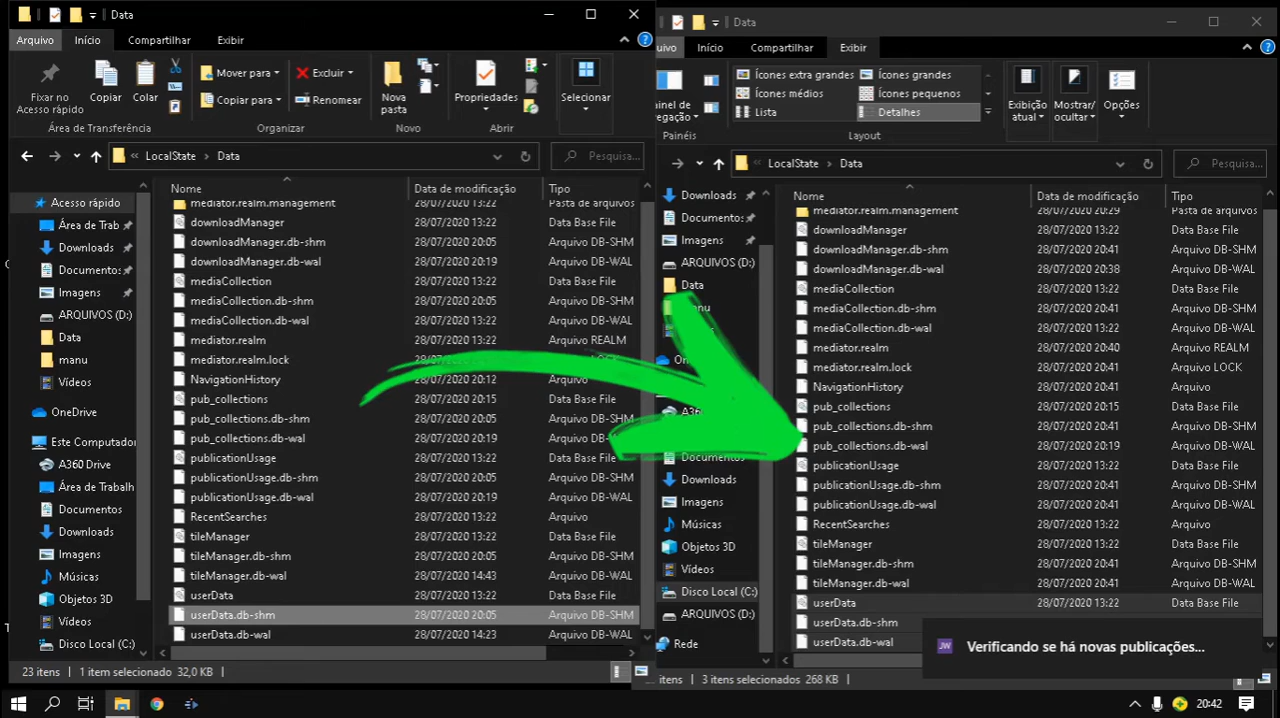 Data
Arquivo Início Compartilhar Exibir
Fixar no Acesso rápido
Copiar
Colar
Mover para
Copiar para
Excluir
Renomear
Nova pasta
Propriedades
Selecionar
Área de Transferência Organizar Novo Abrir
LocalState Data Pesquisa...
Nome Data de modificação Tipo
mediator.realm.management 28/07/2020 13:22 Pasta de arquivos
downloadManager 28/07/2020 13:22 Data Base File
downloadManager.db-shm 28/07/2020 20:05 Arquivo DB-SHM
downloadManager.db-wal 28/07/2020 20:19 Arquivo DB-WAL
mediaCollection 28/07/2020 13:22 Data Base File
mediaCollection.db-shm 28/07/2020 20:05 Arquivo DB-SHM
mediaCollection.db-wal 28/07/2020 13:22 Arquivo DB-WAL
mediator.realm 28/07/2020 13:22 Arquivo REALM
mediator.realm.lock LOCK
NavigationHistory 28/07/2020 20:12 Arquivo
pub_collections 28/07/2020 20:15 Data Base File
pub_collections.db-shm 28/07/2020 20:05 Arquivo DB-SHM
pub_collections.db-wal 28/07/2020 20:19 Arquivo
publicationUsage 28/07/2020 13:22 Data Base File
publicationUsage.db-shm 28/07/2020 20:05 Arquivo DB-SHM
publicationUsage.db-wal 28/07/2020 20:19 Arquivo DB-WAL
RecentSearches 28/07/2020 13:22 Arquivo
tileManager 28/07/2020 13:22 Data Base File
tileManager.db-shm 28/07/2020 20:05 Arquivo DB-SHM
tileManager.db-wal 28/07/2020 14:43 Arquivo DB-WAL
userData 28/07/2020 13:22 Data Base File
userData.db-shm 28/07/2020 20:05 Arquivo DB-SHM
userData.db-wal 28/07/2020 14:23 Arquivo DB-WAL
Acesso rápido
Área de Trab
Downloads
Documentos
Imagens
ARQUIVOS (D:)
Data
manu
Vídeos
OneDrive
Este Computador
A360 Drive
Área de Trabalh
Documentos
Downloads
Imagens
Músicas
Objetos 3D
Vídeos
Disco Local (C:)
23 itens 1 item selecionado 32,0 KB
Data
uivo Início Compartilhar Exibir
ainel de
egação
Ícones extra grandes Ícones grandes
Ícones médios Ícones pequenos
Lista Detalhes
Exibição atual
Mostrar/ ocultar
Opções
Painéis Layout
LocalState Data Pesquisa...
Nome Data de modificação Tipo
mediator.realm.management 28/07/2020 20:29 Pasta de arquivos
downloadManager 28/07/2020 13:22 Data Base File
downloadManager.db-shm 28/07/2020 20:41 Arquivo DB-SHM
downloadManager.db-wal 28/07/2020 20:38 Arquivo DB-WAL
mediaCollection 28/07/2020 13:22 Data Base File
mediaCollection.db-shm 28/07/2020 20:41 Arquivo DB-SHM
mediaCollection.db-wal 28/07/2020 13:22 Arquivo DB-WAL
mediator.realm 28/07/2020 20:40 Arquivo REALM
mediator.realm.lock 28/07/2020 13:22 Arquivo LOCK
NavigationHistory 28/07/2020 13:22 Arquivo
pub_collections 28/07/2020 20:15 Data Base File
pub_collections.db-shm 28/07/2020 20:41 Arquivo DB-SHM
pub_collections.db-wal 28/07/2020 20:19 Arquivo DB-WAL
publicationUsage 28/07/2020 13:22 Data Base File
publicationUsage.db-shm 28/07/2020 20:41 Arquivo DB-SHM
publicationUsage.db-wal 28/07/2020 20:41 Arquivo DB-WAL
RecentSearches 28/07/2020 13:22 Arquivo
tileManager 28/07/2020 13:22 Data Base File
tileManager.db-shm 28/07/2020 20:41 Arquivo DB-SHM
tileManager.db-wal 28/07/2020 20:41 Arquivo DB-WAL
userData 28/07/2020 13:22 Data Base File
userData.db-shm
userData.db-wal
Downloads
Documentos
Imagens
ARQUIVOS (D:)
Data
Documentos
Downloads
Imagens
Músicas
Objetos 3D
Vídeos
Disco Local (C:)
ARQUIVOS (D:)
Rede
itens 3 itens selecionados 268 KB
JW Verificando se há novas publicações...
20:42